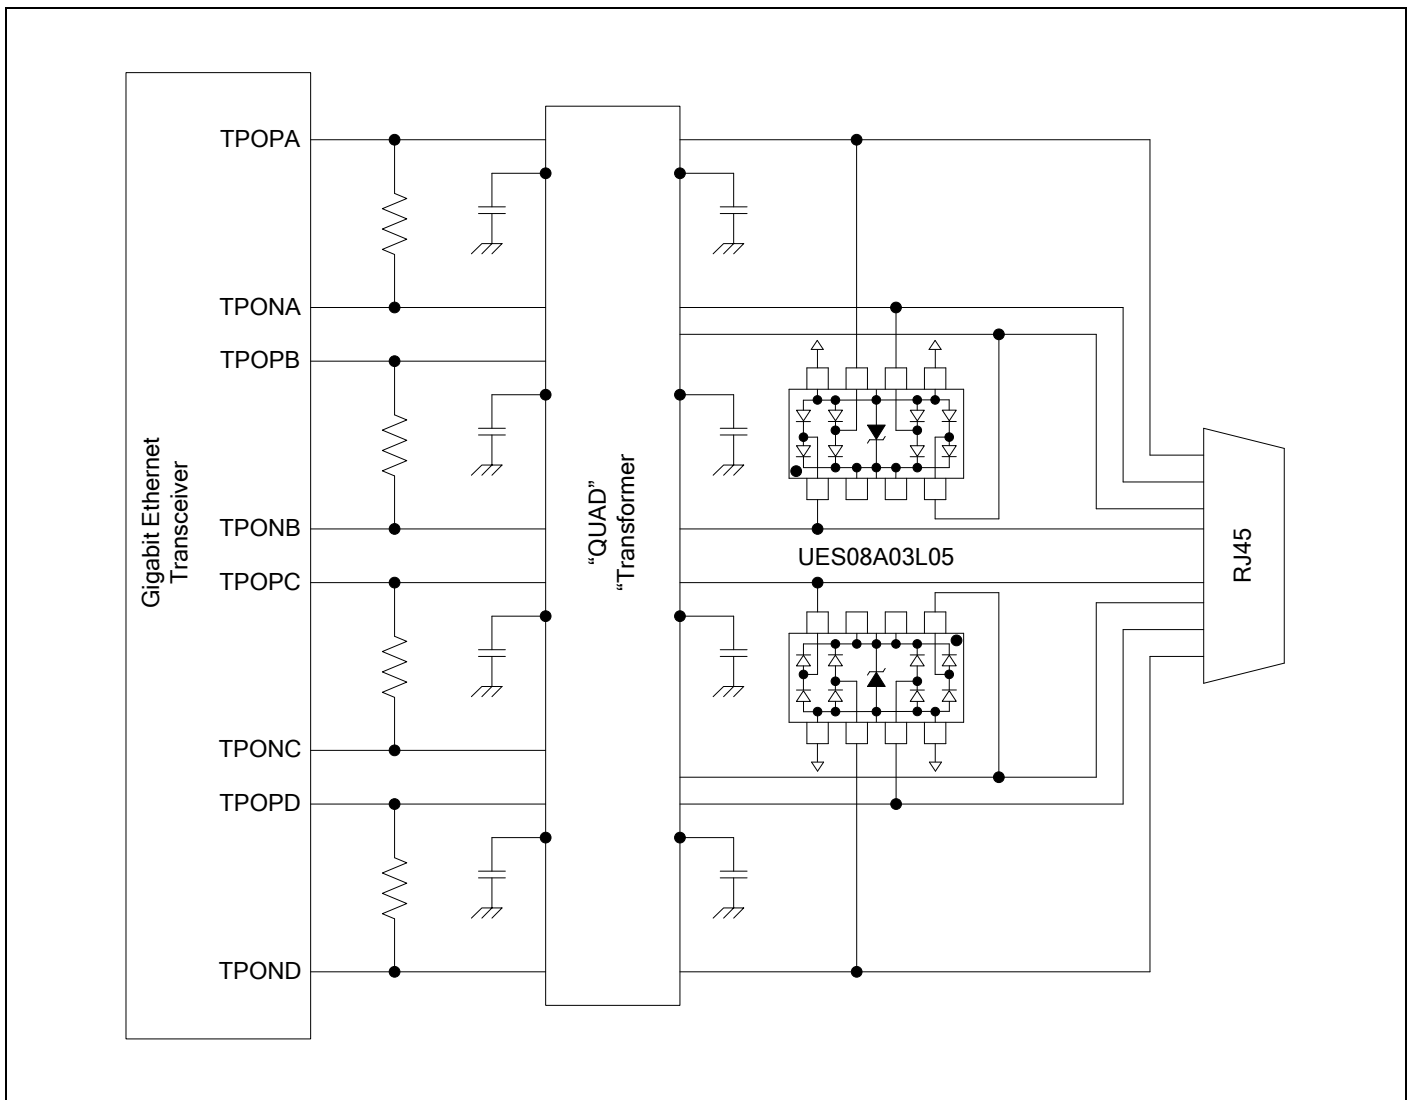 TPOPA
TPONA
TPOPB
TPONB
TPOPC
TPONC
TPOPD
TPOND
Gigabit Ethernet
Transceiver
“QUAD”
“Transformer
UES08A03L05
RJ45